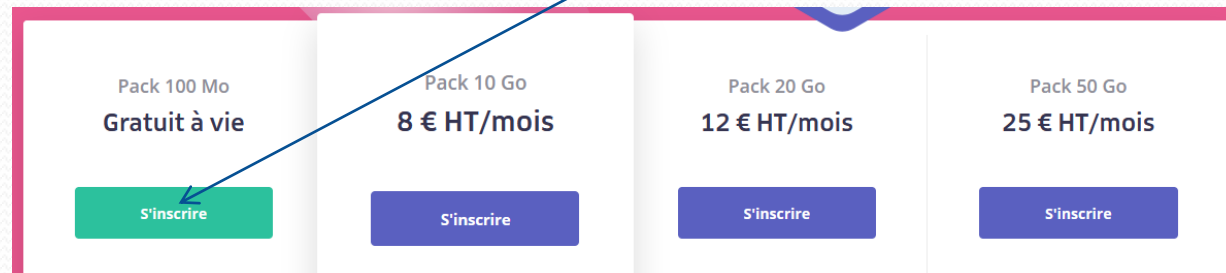 Pack 100 Mo
Gratuit à vie
S'inscrire
Pack 10 Go
8 € HT/mois
S'inscrire
Pack 20 Go
12 € HT/mois
S'inscrire
Pack 50 Go
25 € HT/mois
S'inscrire